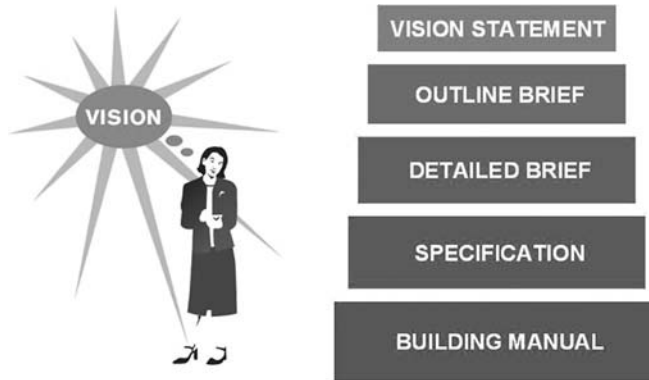 VISION
VISION STATEMENT
OUTLINE BRIEF
DETAILED BRIEF
SPECIFICATION
BUILDING MANUAL